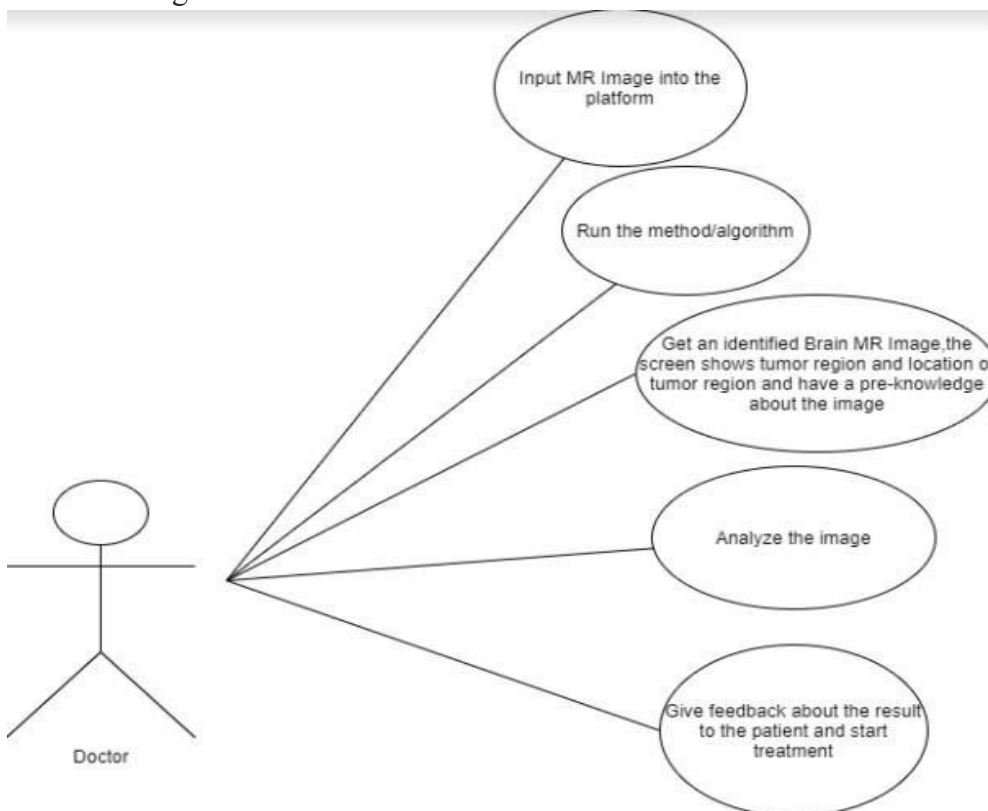 Input MR Image into the
platform
Run the method/algorithm
Get an identified Brain MR Image,the
screen shows tumor region and location o
tumor region and have a pre-knowledge
about the image
Analyze the image
Give feedback about the result
to the patient and start
treatment
Doctor